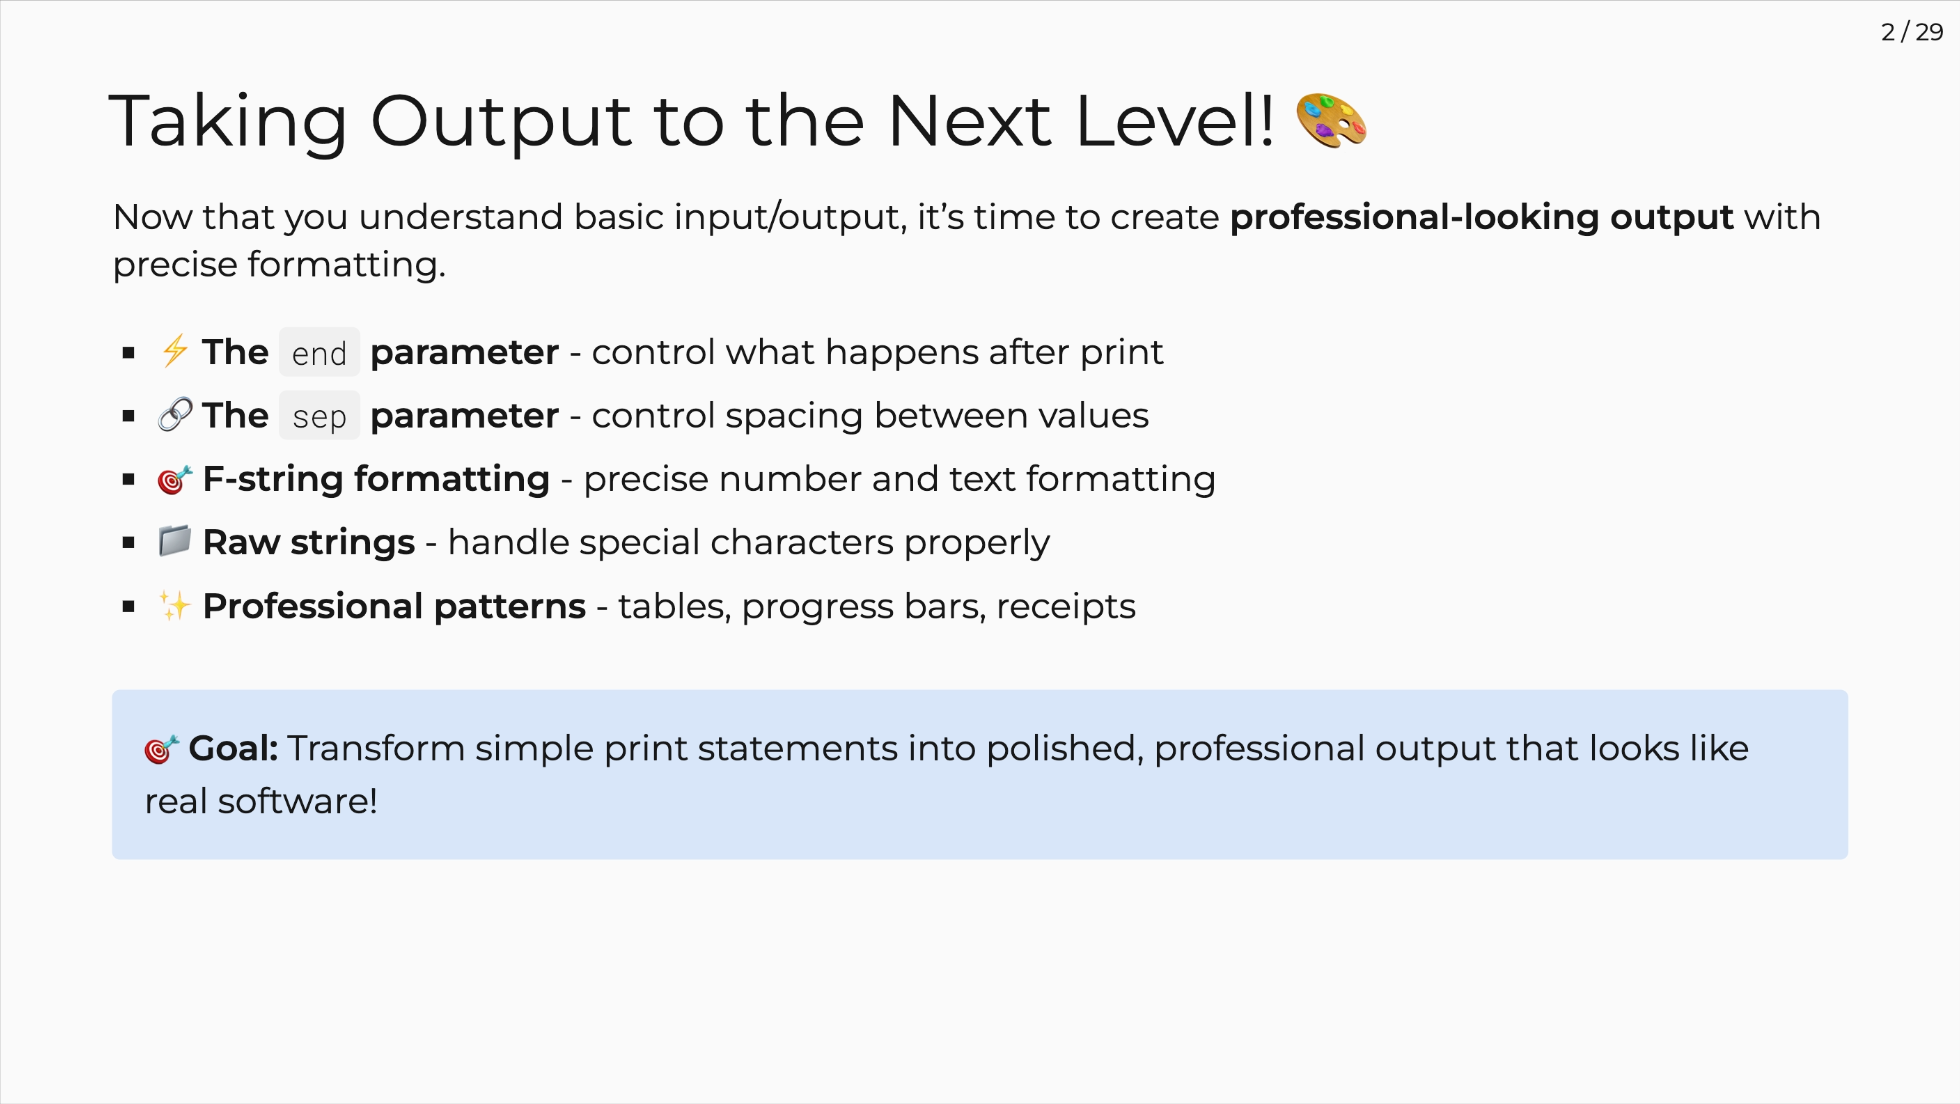 2 / 29
Taking Output to the Next Level! 🎨
Now that you understand basic input/output, it’s time to create professional-looking output with
precise formatting.
▪ ⚡ The end parameter - control what happens after print
▪ 🔗 The sep parameter - control spacing between values
▪ 🎯 F-string formatting - precise number and text formatting
▪ 📁 Raw strings - handle special characters properly
▪ ✨ Professional patterns - tables, progress bars, receipts
🎯 Goal: Transform simple print statements into polished, professional output that looks like
real software!